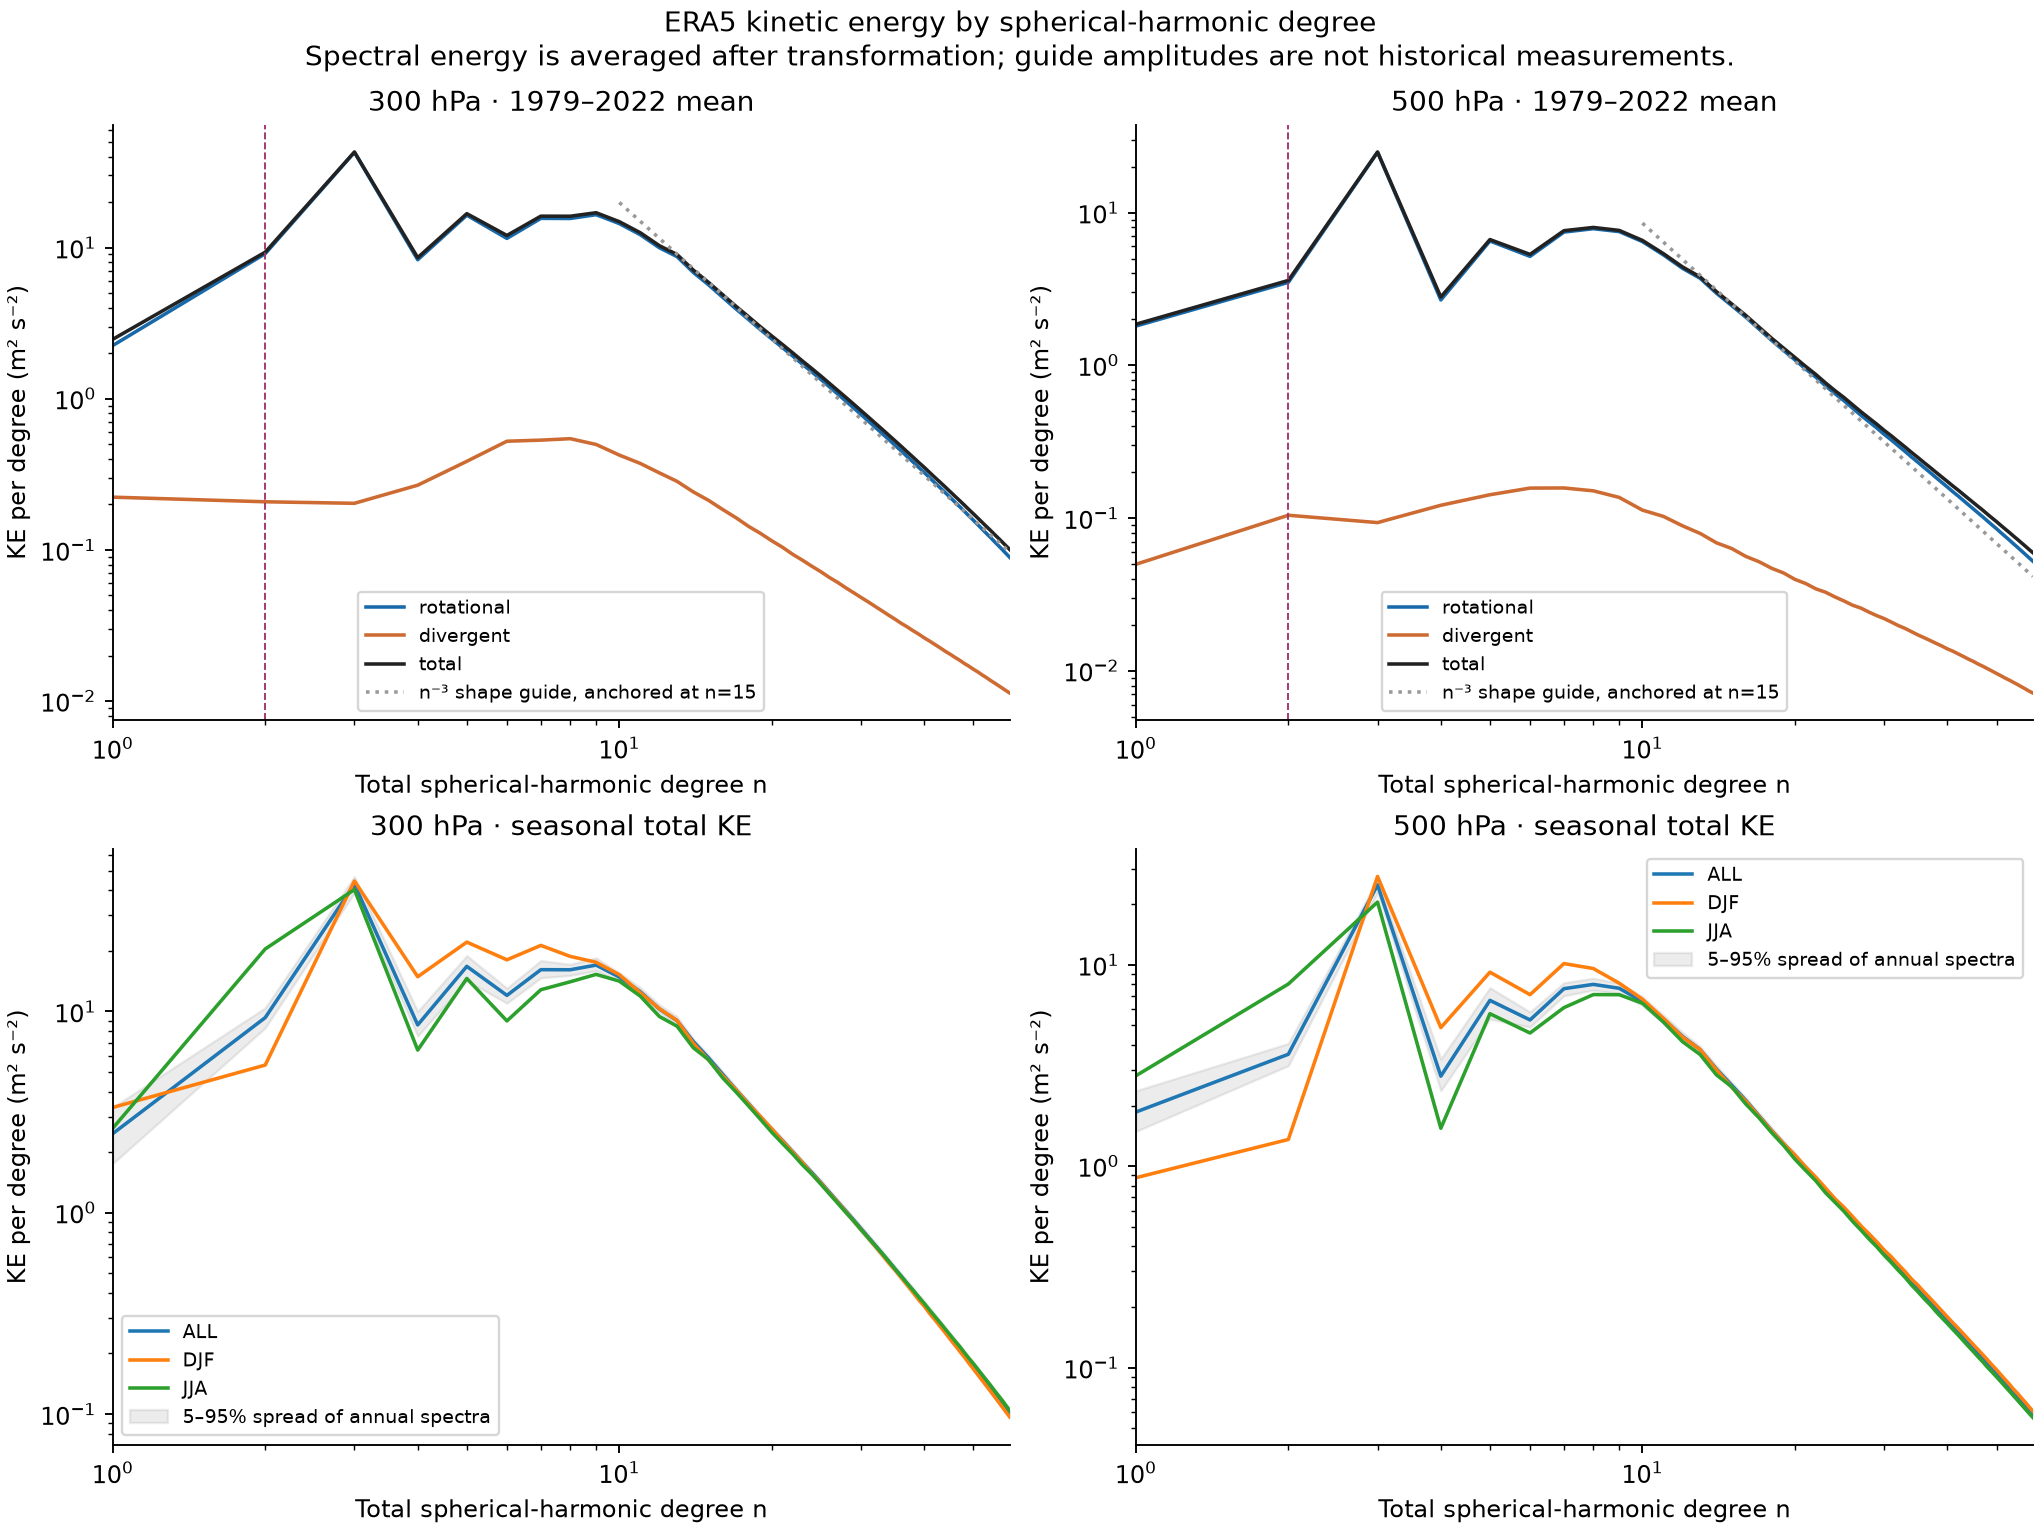 ERA5 kinetic energy by spherical-harmonic degree
Spectral energy is averaged after transformation; guide amplitudes are not historical measurements.
300 hPa · 1979–2022 mean
KE per degree (m² s⁻²)
10¹
10⁰
10⁻¹
10⁻²
rotational
divergent
total
n⁻³ shape guide, anchored at n=15
10⁰
10¹
Total spherical-harmonic degree n
500 hPa · 1979–2022 mean
KE per degree (m² s⁻²)
10¹
10⁰
10⁻¹
10⁻²
rotational
divergent
total
n⁻³ shape guide, anchored at n=15
10⁰
10¹
Total spherical-harmonic degree n
300 hPa · seasonal total KE
KE per degree (m² s⁻²)
10¹
10⁰
10⁻¹
ALL
DJF
JJA
5–95% spread of annual spectra
10⁰
10¹
Total spherical-harmonic degree n
500 hPa · seasonal total KE
KE per degree (m² s⁻²)
10¹
10⁰
10⁻¹
ALL
DJF
JJA
5–95% spread of annual spectra
10⁰
10¹
Total spherical-harmonic degree n